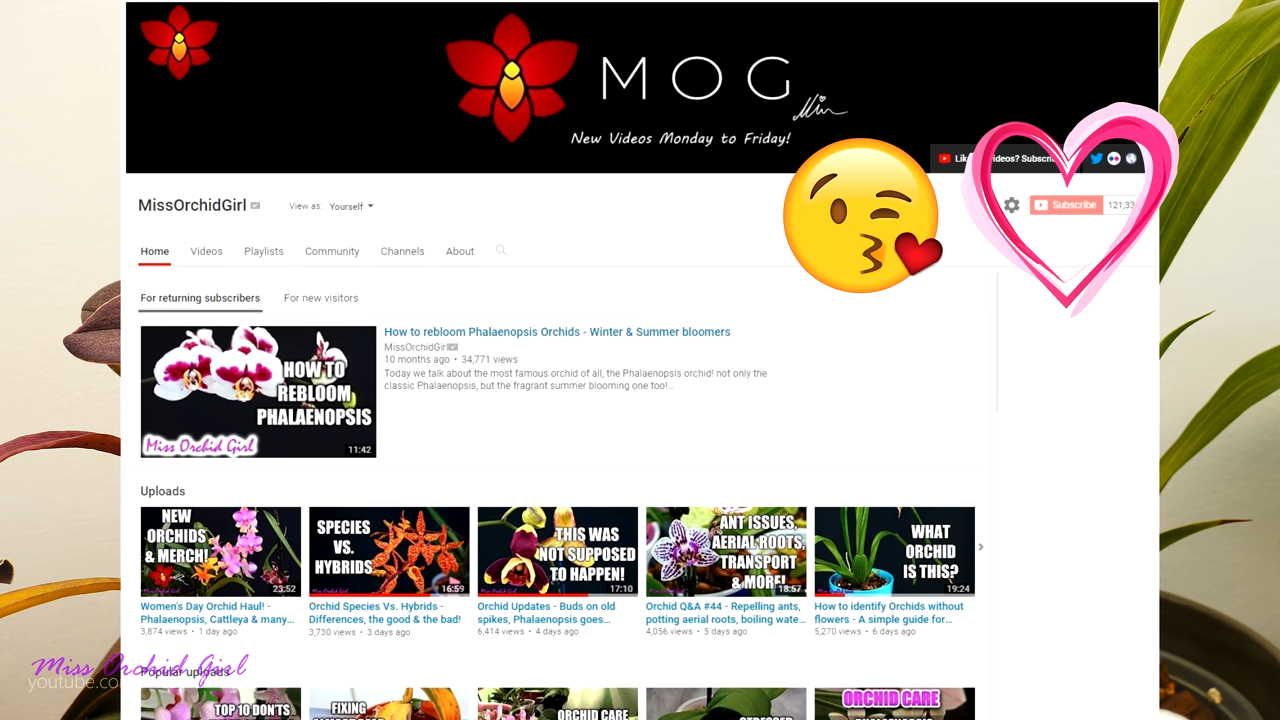 MOG
New Videos Monday to Friday!
MissOrchidGirl
View as: Yourself
Subscribe
Home Videos Playlists Community Channels About
For returning subscribers For new visitors
HOW TO
REBLOOM
PHALAENOPSIS
Miss Orchid Girl
11:42
How to rebloom Phalaenopsis Orchids - Winter & Summer bloomers
MissOrchidGirl
10 months ago • 34,771 views
Today we talk about the most famous orchid of all, the Phalaenopsis orchid! not only the
classic Phalaenopsis, but the fragrant summer blooming one too!...
Uploads
NEW
ORCHIDS
& MERCH!
23:52
SPECIES
VS.
HYBRIDS
16:59
THIS WAS
NOT SUPPOSED
TO HAPPEN!
17:10
ANT ISSUES,
AERIAL ROOTS,
TRANSPORT
& MORE!
18:57
WHAT
ORCHID
IS THIS?
19:24
Women's Day Orchid Haul! -
Phalaenopsis, Cattleya & many...
3,874 views • 1 day ago
Orchid Species Vs. Hybrids -
Differences, the good & the bad!
3,730 views • 3 days ago
Orchid Updates - Buds on old
spikes, Phalaenopsis goes...
6,414 views • 4 days ago
Orchid Q&A #44 - Repelling ants,
potting aerial roots, boiling wate...
4,056 views • 5 days ago
How to identify Orchids without
flowers - A simple guide for...
5,270 views • 6 days ago
Miss Orchid Girl
Popular uploads
TOP 10 DON'TS
FIXING
ORCHID CARE
STRESSED
ORCHID CARE